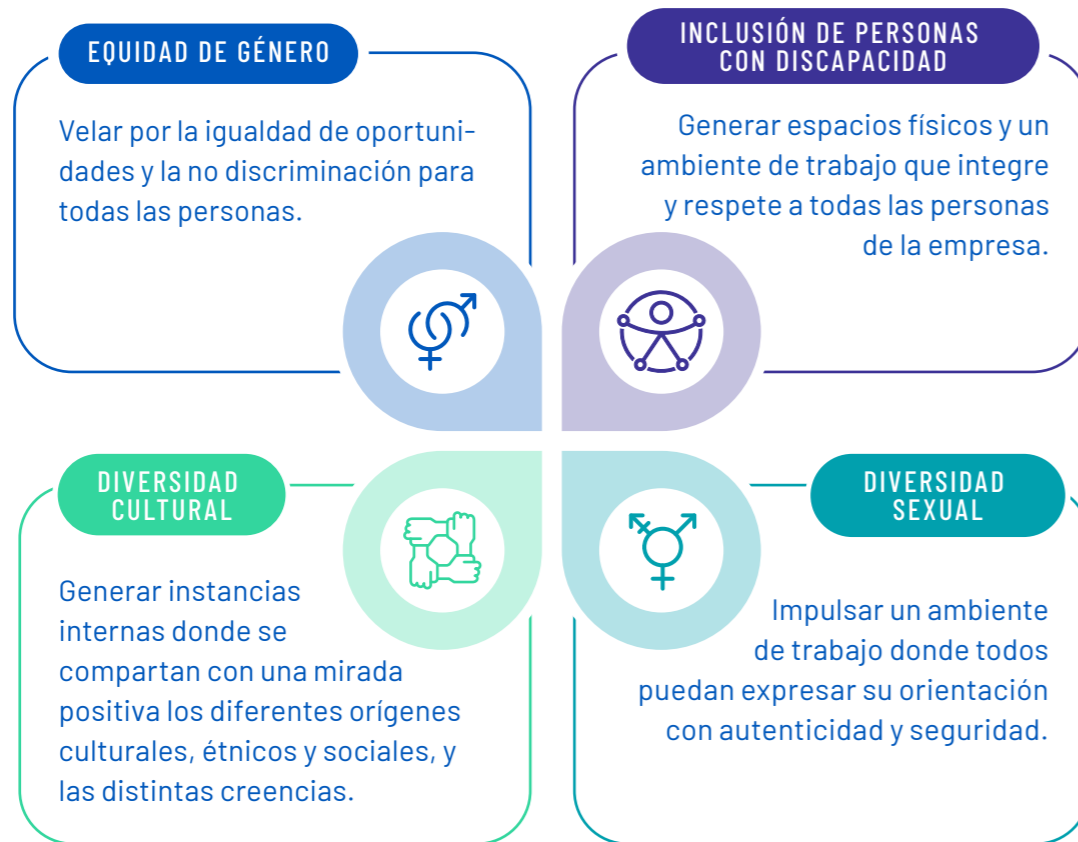 EQUIDAD DE GÉNERO
Velar por la igualdad de oportuni-
dades y la no discriminación para
todas las personas.
INCLUSIÓN DE PERSONAS
CON DISCAPACIDAD
Generar espacios físicos y un
ambiente de trabajo que integre
y respete a todas las personas
de la empresa.
DIVERSIDAD
CULTURAL
Generar instancias
internas donde se
compartan con una mirada
positiva los diferentes orígenes
culturales, étnicos y sociales, y
las distintas creencias.
DIVERSIDAD
SEXUAL
Impulsar un ambiente
de trabajo donde todos
puedan expresar su orientación
con autenticidad y seguridad.